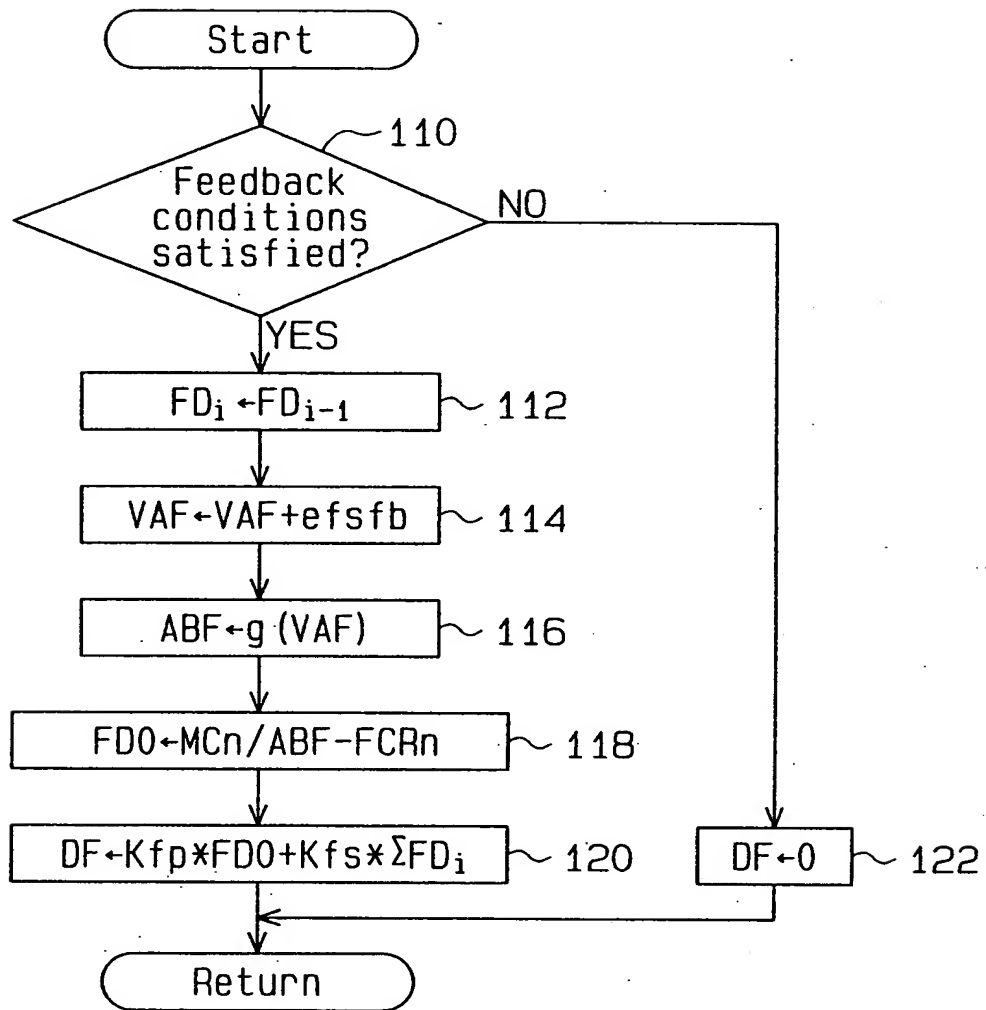 Start
110
Feedback
conditions
satisfied?
NO
YES
FDi←FDi-1
112
VAF←VAF+efsfb
114
ABF←g(VAF)
116
FD0←MCn/ABF-FCRn
118
DF←Kfp*FD0+Kfs*ΣFDi
120
DF←0
122
Return